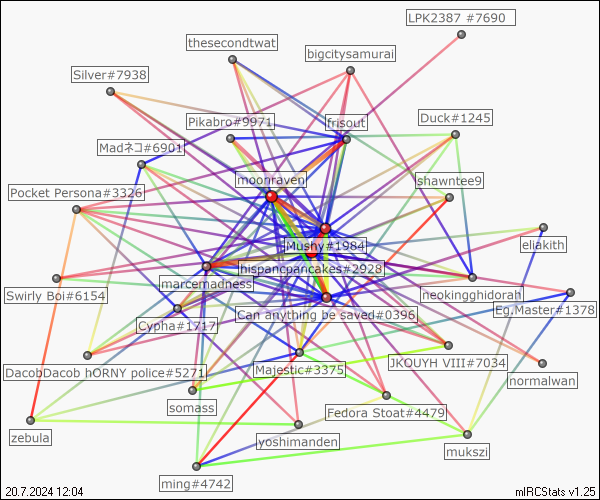 LPK2387 #7690
thesecondtwat
bigcitysamurai
Silver#7938
Pikabro#9971
frisout
Duck#1245
Madネコ#6901
moonraven
shawntee9
Pocket Persona#3326
Mushy#1984
eliakith
hispancpancakes#2928
marcemadness
neokingghidorah
Swirly Boi#6154
Eg.Master#1378
Can anything be saved#0396
Cypha#1717
DacobDacob hORNY police#5271
Majestic#3375
JKOUYH VIII#7034
normalwan
somass
Fedora Stoat#4479
zebula
yoshimanden
mukszi
ming#4742
20.7.2024 12:04
mIRCStats v1.25